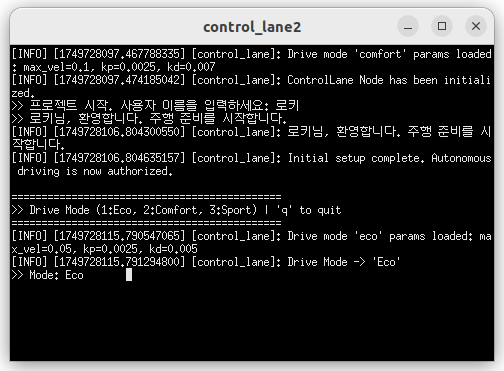 control_lane2
[INFO] [1749728097.467788335] [control_lane]: Drive mode 'comfort' params loaded
: max_vel=0.1, kp=0.0025, kd=0.007
[INFO] [1749728097.474185042] [control_lane]: ControlLane Node has been initiali
zed.
>> 프로젝트 시작. 사용자 이름을 입력하세요: 로키
>> 로키님, 환영합니다. 주행 준비를 시작합니다.
[INFO] [1749728106.804300550] [control_lane]: 로키님, 환영합니다. 주행 준비를 시
작합니다.
[INFO] [1749728106.804635157] [control_lane]: Initial setup complete. Autonomous
 driving is now authorized.
=============================================
>> Drive Mode (1:Eco, 2:Comfort, 3:Sport) | 'q' to quit
=============================================
[INFO] [1749728115.790547065] [control_lane]: Drive mode 'eco' params loaded: ma
x_vel=0.05, kp=0.0025, kd=0.005
[INFO] [1749728115.791294800] [control_lane]: Drive Mode -> 'Eco'
>> Mode: Eco